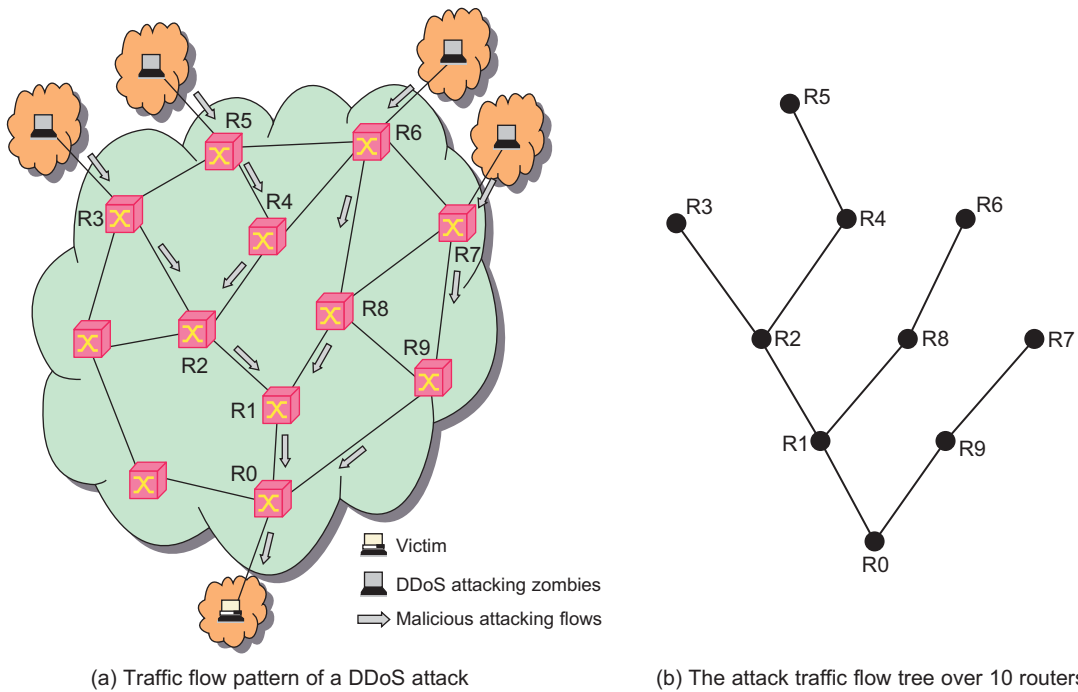 R5
R6
R4
R3
R7
R8
R2
R9
R1
R0
Victim
DDoS attacking zombies
Malicious attacking flows
(a) Traffic flow pattern of a DDoS attack
R5
R3
R4
R6
R2
R8
R7
R1
R9
R0
(b) The attack traffic flow tree over 10 routers